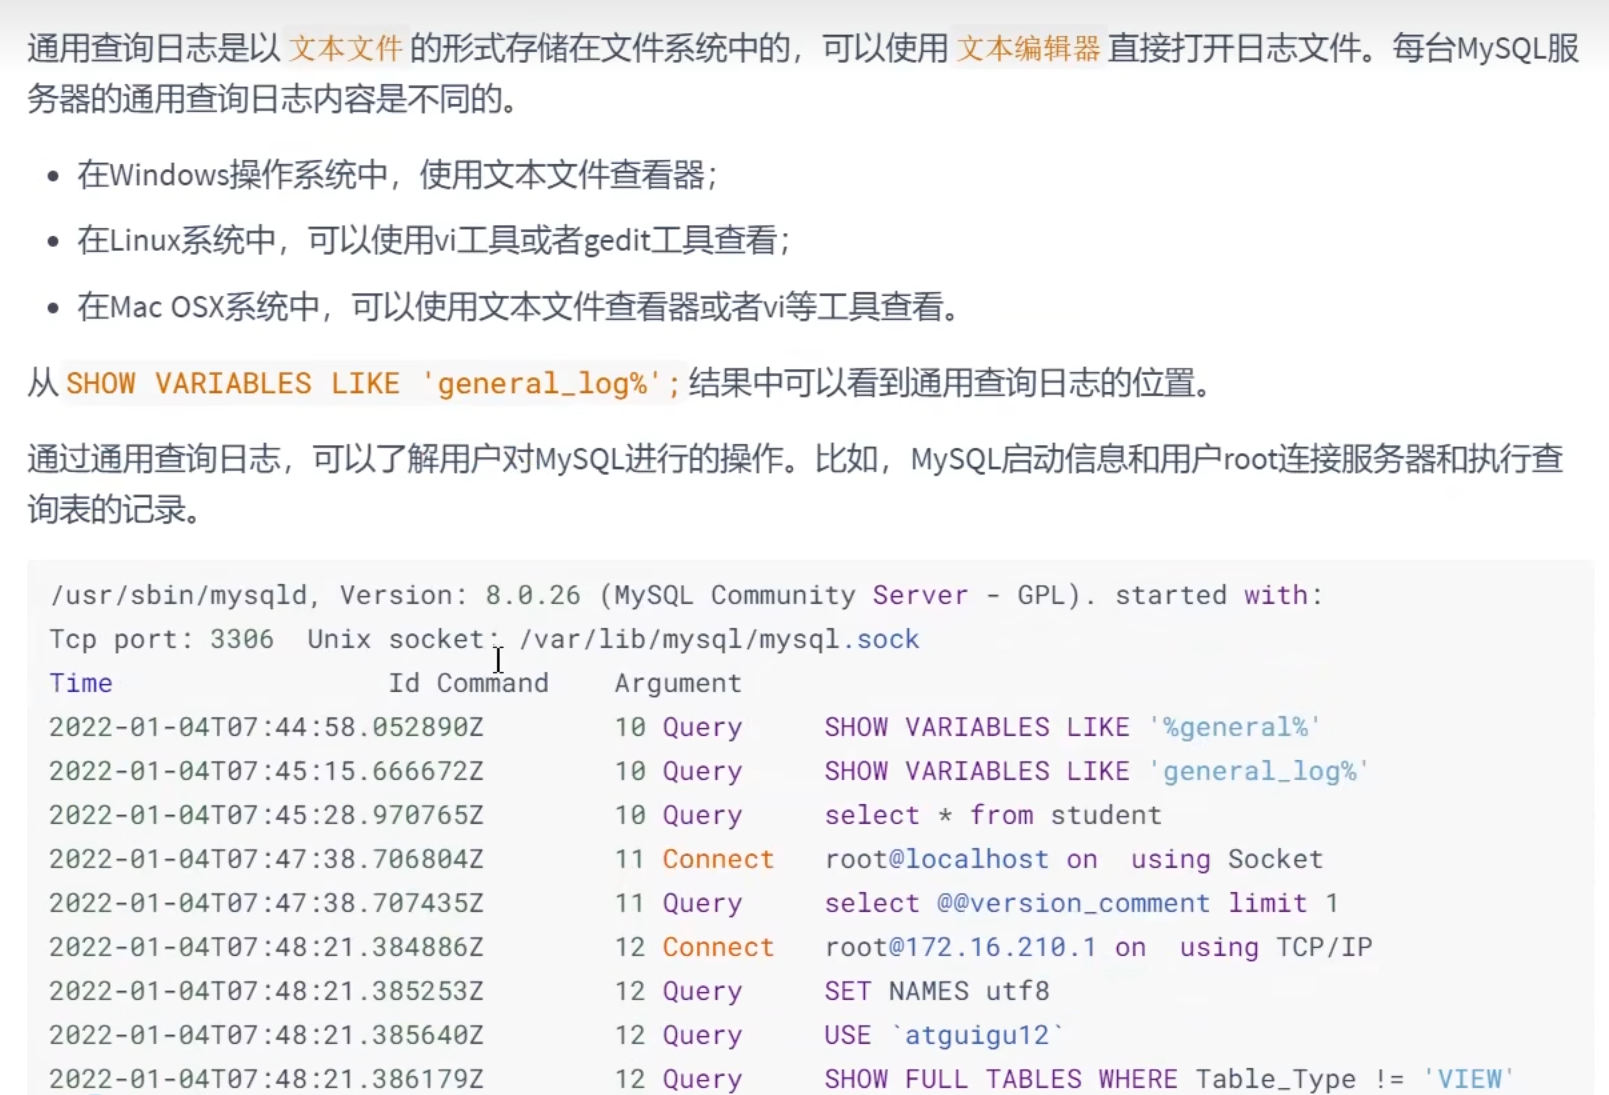 通用查询日志是以 文本文件 的形式存储在文件系统中的，可以使用 文本编辑器 直接打开日志文件。每台MySQL服
务器的通用查询日志内容是不同的。
• 在Windows操作系统中，使用文本文件查看器；
• 在Linux系统中，可以使用vi工具或者gedit工具查看；
• 在Mac OSX系统中，可以使用文本文件查看器或者vi等工具查看。
从 SHOW VARIABLES LIKE 'general_log%'; 结果中可以看到通用查询日志的位置。
通过通用查询日志，可以了解用户对MySQL进行的操作。比如，MySQL启动信息和用户root连接服务器和执行查
询表的记录。
/usr/sbin/mysqld, Version: 8.0.26 (MySQL Community Server - GPL). started with:
Tcp port: 3306  Unix socket: /var/lib/mysql/mysql.sock
Time                 Id Command    Argument
2022-01-04T07:44:58.052890Z        10 Query     SHOW VARIABLES LIKE '%general%'
2022-01-04T07:45:15.666672Z        10 Query     SHOW VARIABLES LIKE 'general_log%'
2022-01-04T07:45:28.970765Z        10 Query     select * from student
2022-01-04T07:47:38.706804Z        11 Connect   root@localhost on  using Socket
2022-01-04T07:47:38.707435Z        11 Query     select @@version_comment limit 1
2022-01-04T07:48:21.384886Z        12 Connect   root@172.16.210.1 on  using TCP/IP
2022-01-04T07:48:21.385253Z        12 Query     SET NAMES utf8
2022-01-04T07:48:21.385640Z        12 Query     USE `atguigu12`
2022-01-04T07:48:21.386179Z        12 Query     SHOW FULL TABLES WHERE Table_Type != 'VIEW'